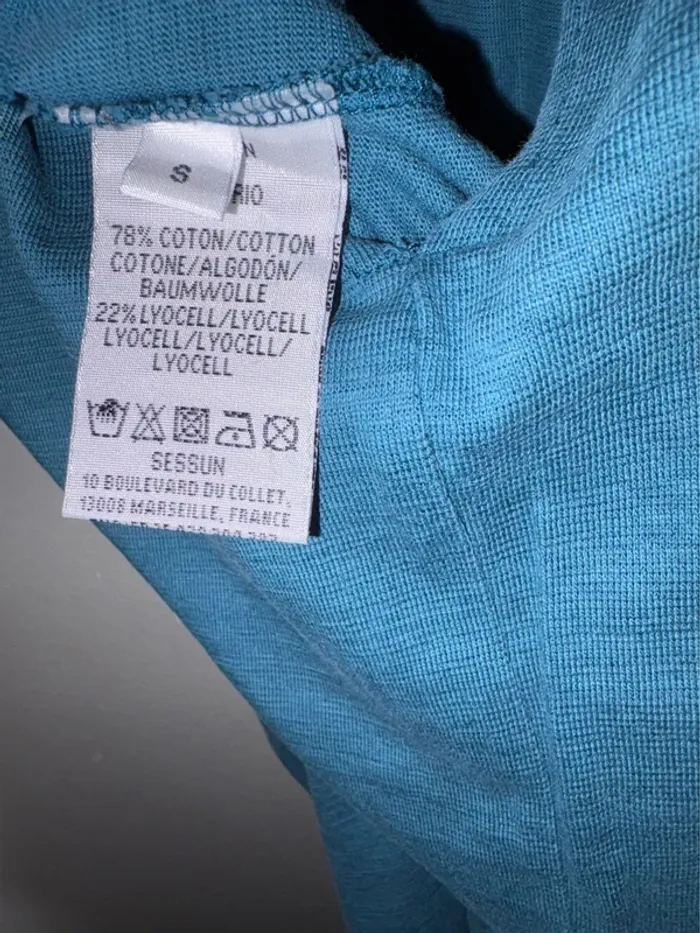 S
N
RIO
78% COTON/COTTON
COTONE/ALGODÓN/
BAUMWOLLE
22%LYOCELL/LYOCELL
LYOCELL/LYOCELL/
LYOCELL
SESSUN
10 BOULEVARD DU COLLET,
13008 MARSEILLE, FRANCE